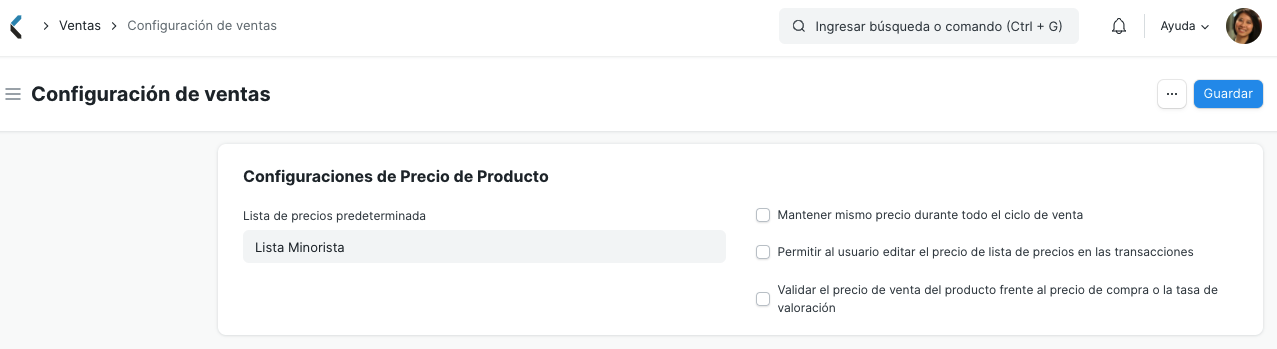 Ventas
Configuración de ventas
Ingresar búsqueda o comando (Ctrl + G)
Ayuda
Configuración de ventas
...
Guardar
Configuraciones de Precio de Producto
Lista de precios predeterminada
Lista Minorista
Mantener mismo precio durante todo el ciclo de venta
Permitir al usuario editar el precio de lista de precios en las transacciones
Validar el precio de venta del producto frente al precio de compra o la tasa de
valoración